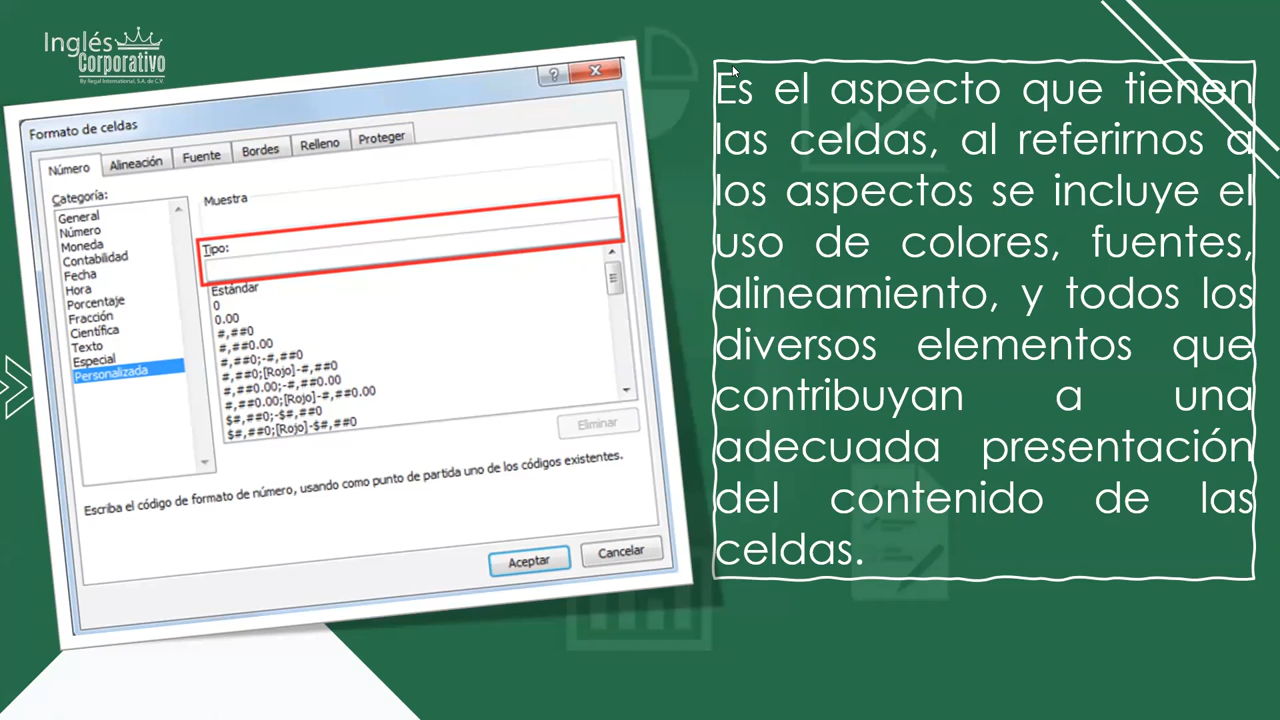 Inglés
Corporativo
By Regal International, S.A. de C.V.
Formato de celdas
Número Alineación Fuente Bordes Relleno Proteger
Categoría:
General
Número
Moneda
Contabilidad
Fecha
Hora
Porcentaje
Fracción
Científica
Texto
Especial
Personalizada
Muestra
Tipo:
Estándar
0
0.00
#,##0
#,##0.00
#,##0;-#,##0
#,##0;[Rojo]-#,##0
#,##0.00;-#,##0.00
#,##0.00;[Rojo]-#,##0.00
$#,##0;-$#,##0
$#,##0;[Rojo]-$#,##0
Eliminar
Escriba el código de formato de número, usando como punto de partida uno de los códigos existentes.
Aceptar Cancelar
Es el aspecto que tienen
las celdas, al referirnos a
los aspectos se incluye el
uso de colores, fuentes,
alineamiento, y todos los
diversos elementos que
contribuyan a una
adecuada presentación
del contenido de las
celdas.